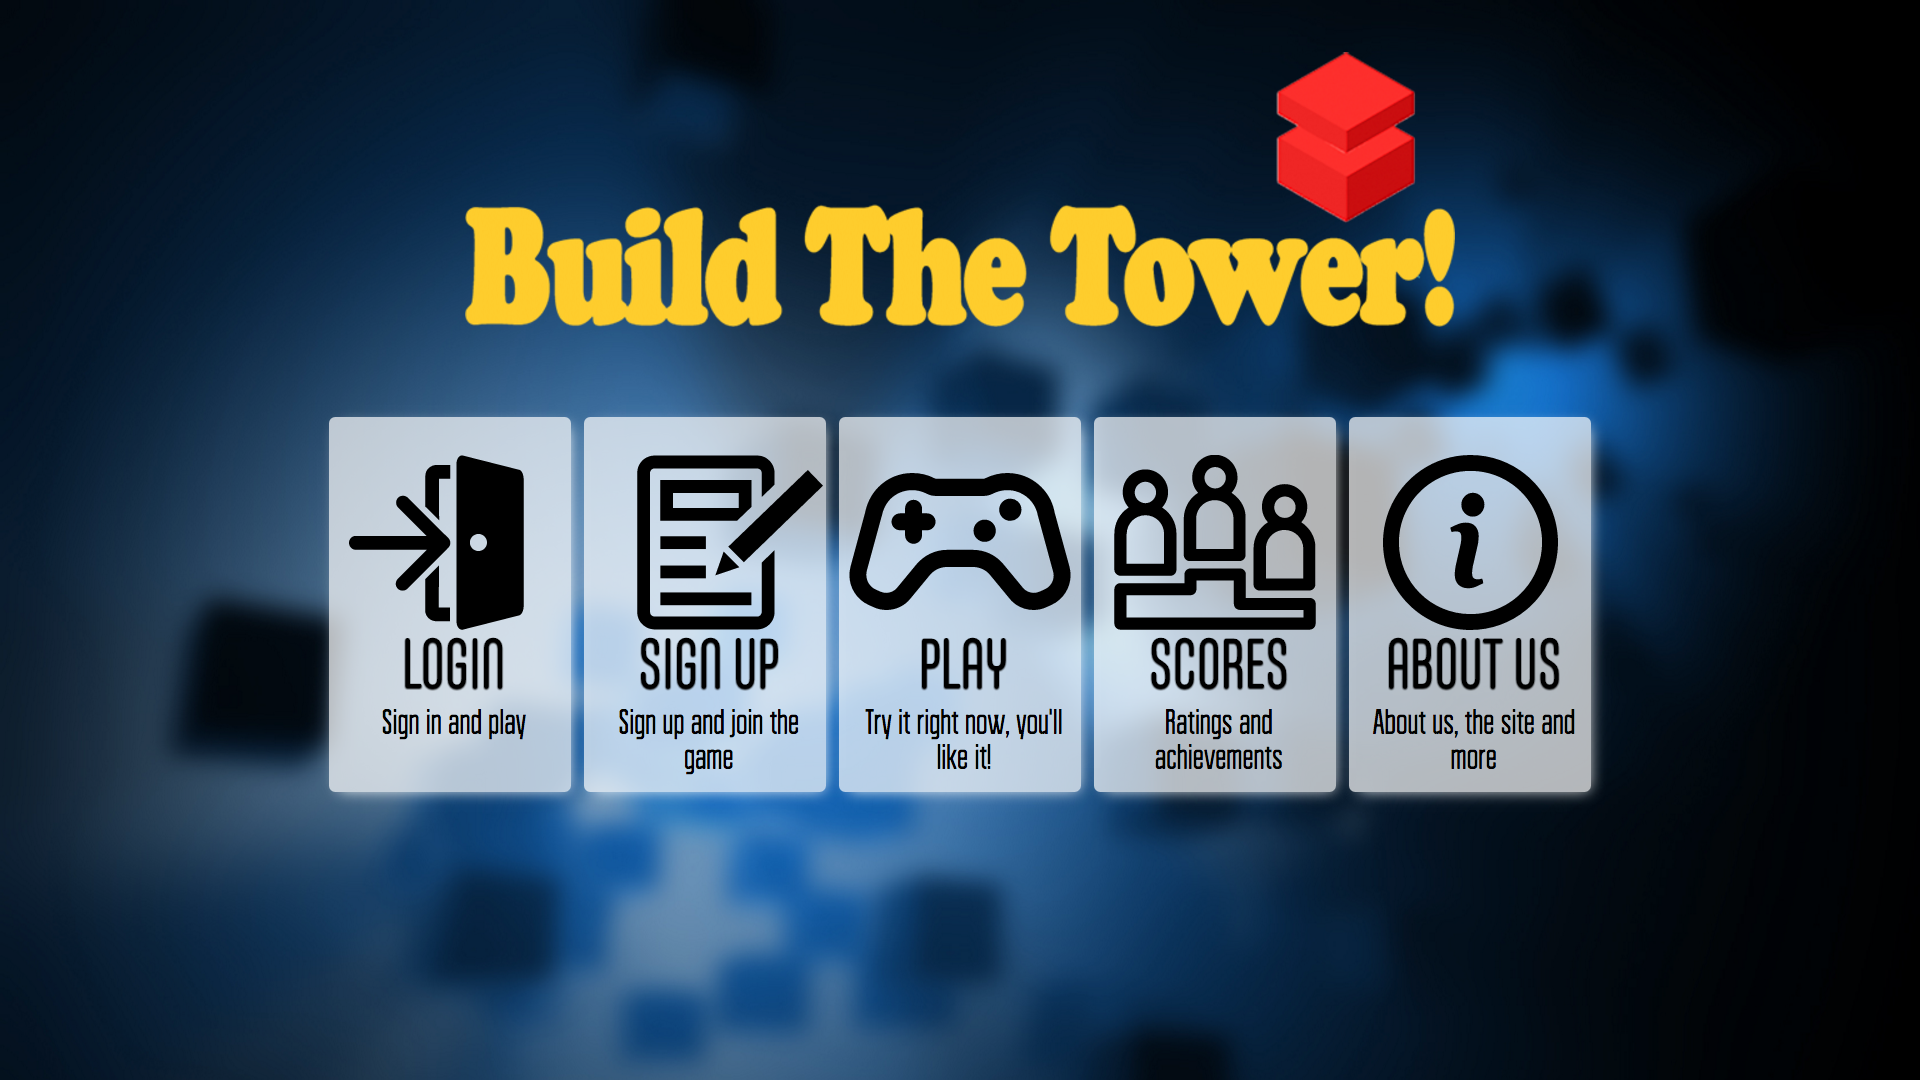 Build The Tower!
LOGIN
Sign in and play
SIGN UP
Sign up and join the
game
PLAY
Try it right now, you'll
like it!
SCORES
Ratings and
achievements
i
ABOUT US
About us, the site and
more